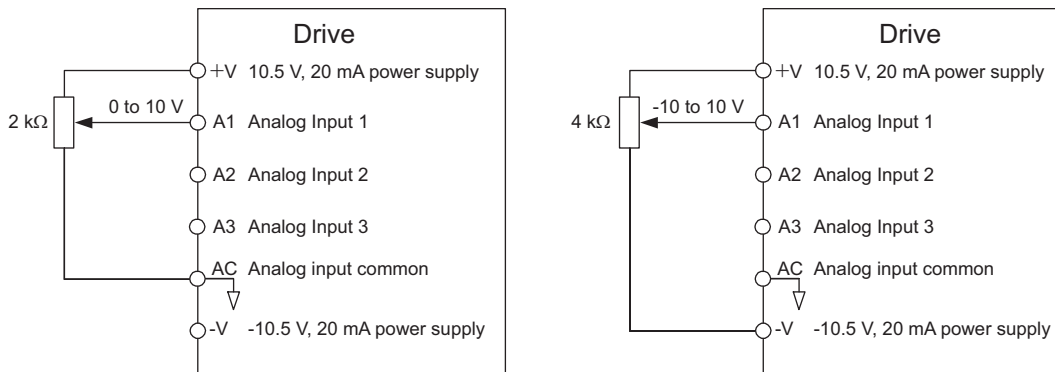 Drive
+V 10.5 V, 20 mA power supply
0 to 10 V
2 kΩ
A1 Analog Input 1
A2 Analog Input 2
A3 Analog Input 3
AC Analog input common
-V -10.5 V, 20 mA power supply
Drive
+V 10.5 V, 20 mA power supply
-10 to 10 V
4 kΩ
A1 Analog Input 1
A2 Analog Input 2
A3 Analog Input 3
AC Analog input common
-V -10.5 V, 20 mA power supply